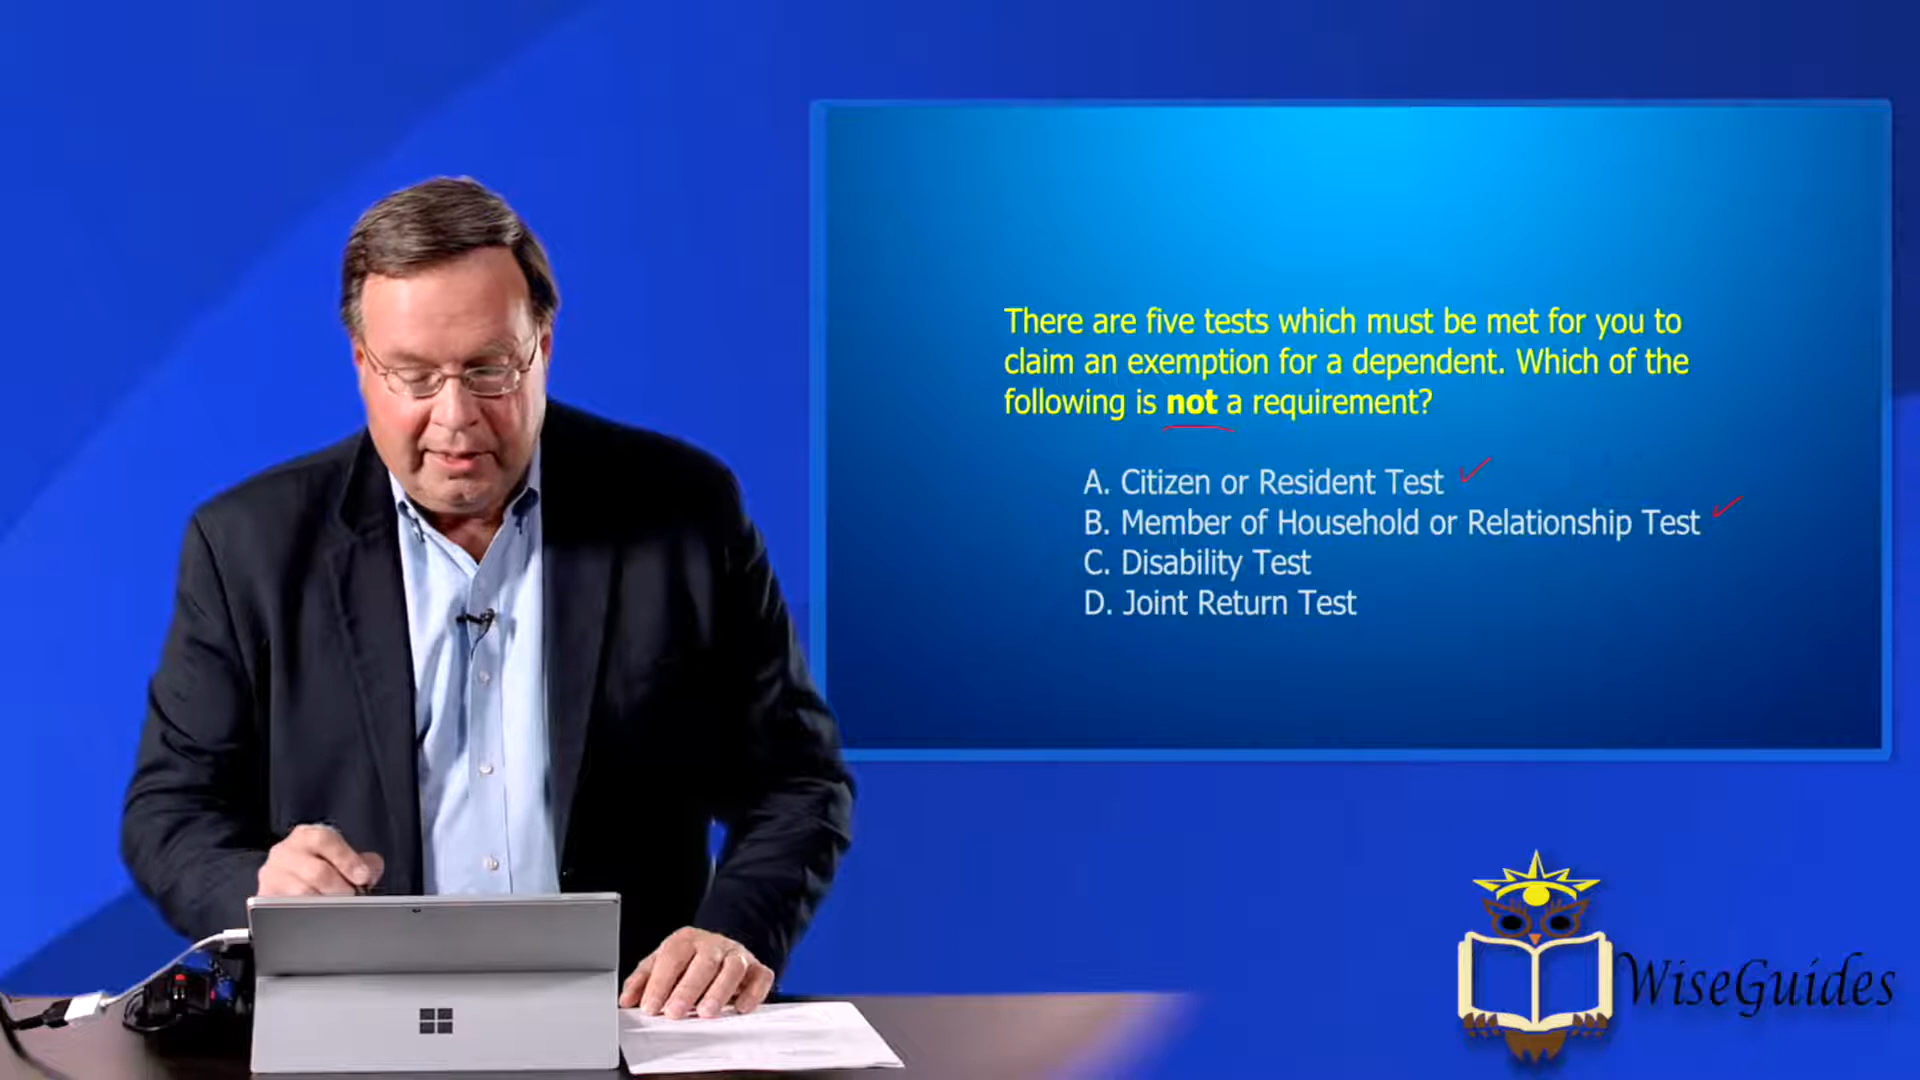 There are five tests which must be met for you to
claim an exemption for a dependent. Which of the
following is not a requirement?
A. Citizen or Resident Test
B. Member of Household or Relationship Test
C. Disability Test
D. Joint Return Test
WiseGuides